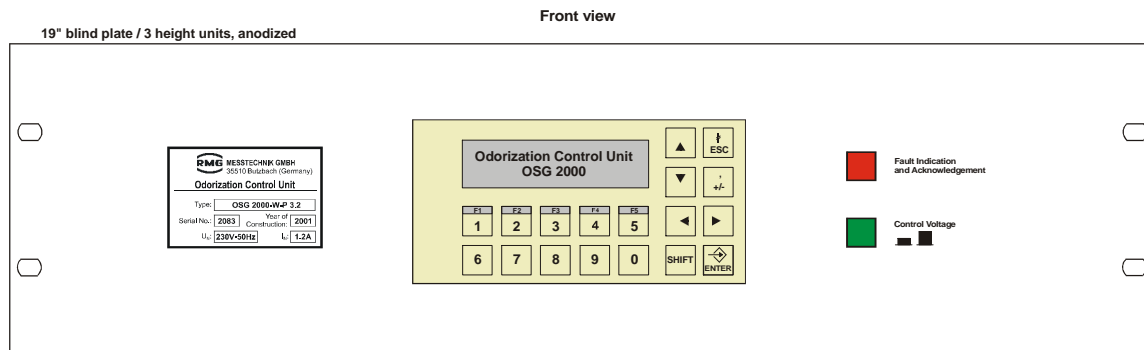 Front view
19" blind plate / 3 height units, anodized
RMG MESSTECHNIK GMBH
35510 Butzbach (Germany)
Odorization Control Unit
Type: OSG 2000-W-P 3.2
Serial No.: 2083 Year of Construction: 2001
230V•50Hz 1.2A
Odorization Control Unit
OSG 2000
ESC
+/-
F1 F2 F3 F4 F5
1 2 3 4 5
6 7 8 9 0 SHIFT ENTER
Fault Indication
and Acknowledgement
Control Voltage